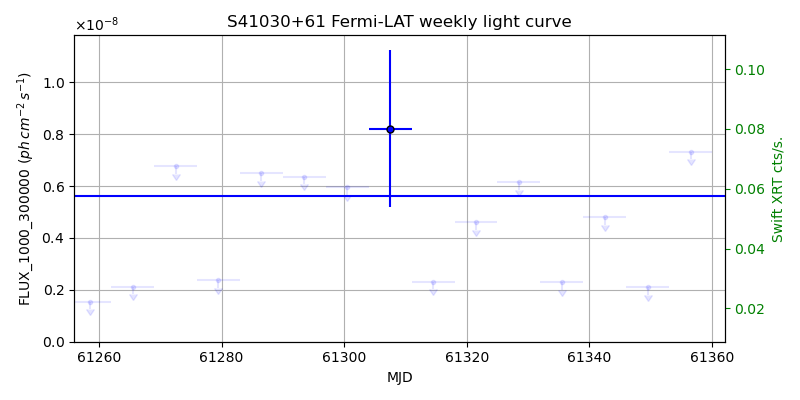 S41030+61 Fermi-LAT weekly light curve
×10⁻⁸
FLUX_1000_300000 (ph cm⁻² s⁻¹)
1.0
0.8
0.6
0.4
0.2
0.0
61260 61280 61300 61320 61340 61360
MJD
0.10
0.08
0.06
0.04
0.02
Swift XRT cts/s.